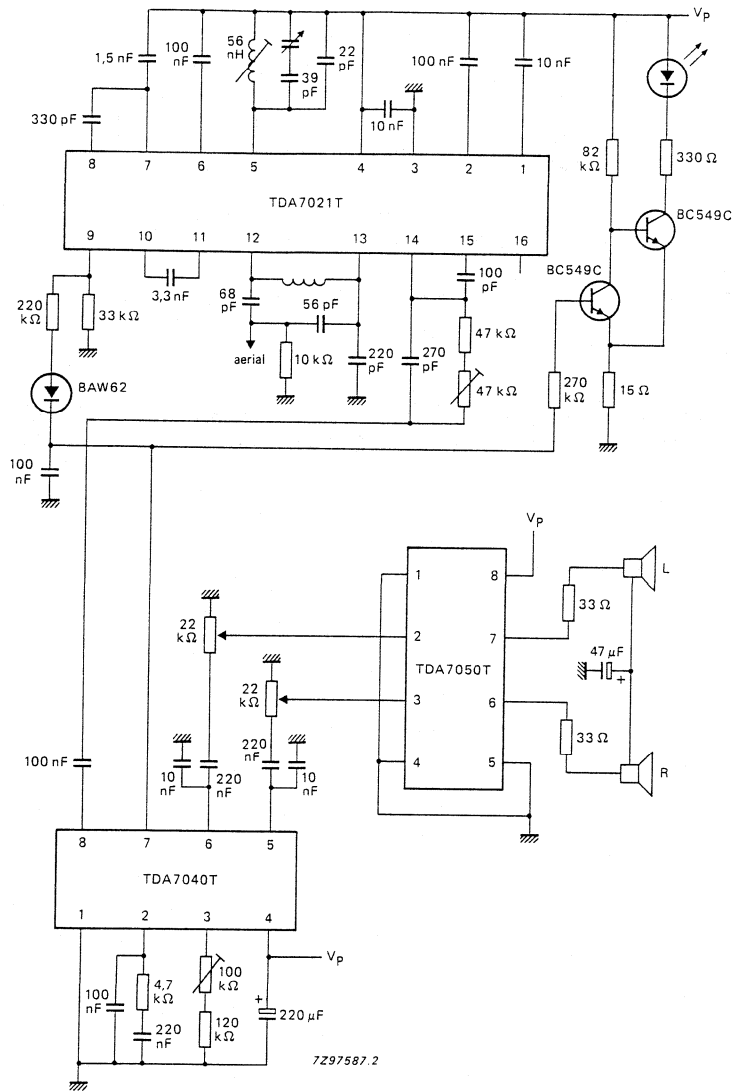 Vp
1,5 nF
100 nF
56 nH
22 pF
39 pF
100 nF
10 nF
330 pF
10 nF
82 kΩ
330 Ω
8 7 6 5 4 3 2 1
TDA7021T
9 10 11 12 13 14 15 16
BC549C
BC549C
220 kΩ
33 kΩ
3,3 nF
68 pF
56 pF
100 pF
47 kΩ
aerial
10 kΩ
220 pF
270 pF
47 kΩ
270 kΩ
15 Ω
BAW62
100 nF
Vp
1 8
L
33 Ω
22 kΩ
2 7
47 μF
+
TDA7050T
22 kΩ
3 6
33 Ω
220 nF
100 nF
10 nF
220 nF
10 nF
4 5
R
8 7 6 5
TDA7040T
1 2 3 4
Vp
100 nF
4,7 kΩ
100 kΩ
+
220 μF
220 nF
120 kΩ
7Z97587.2